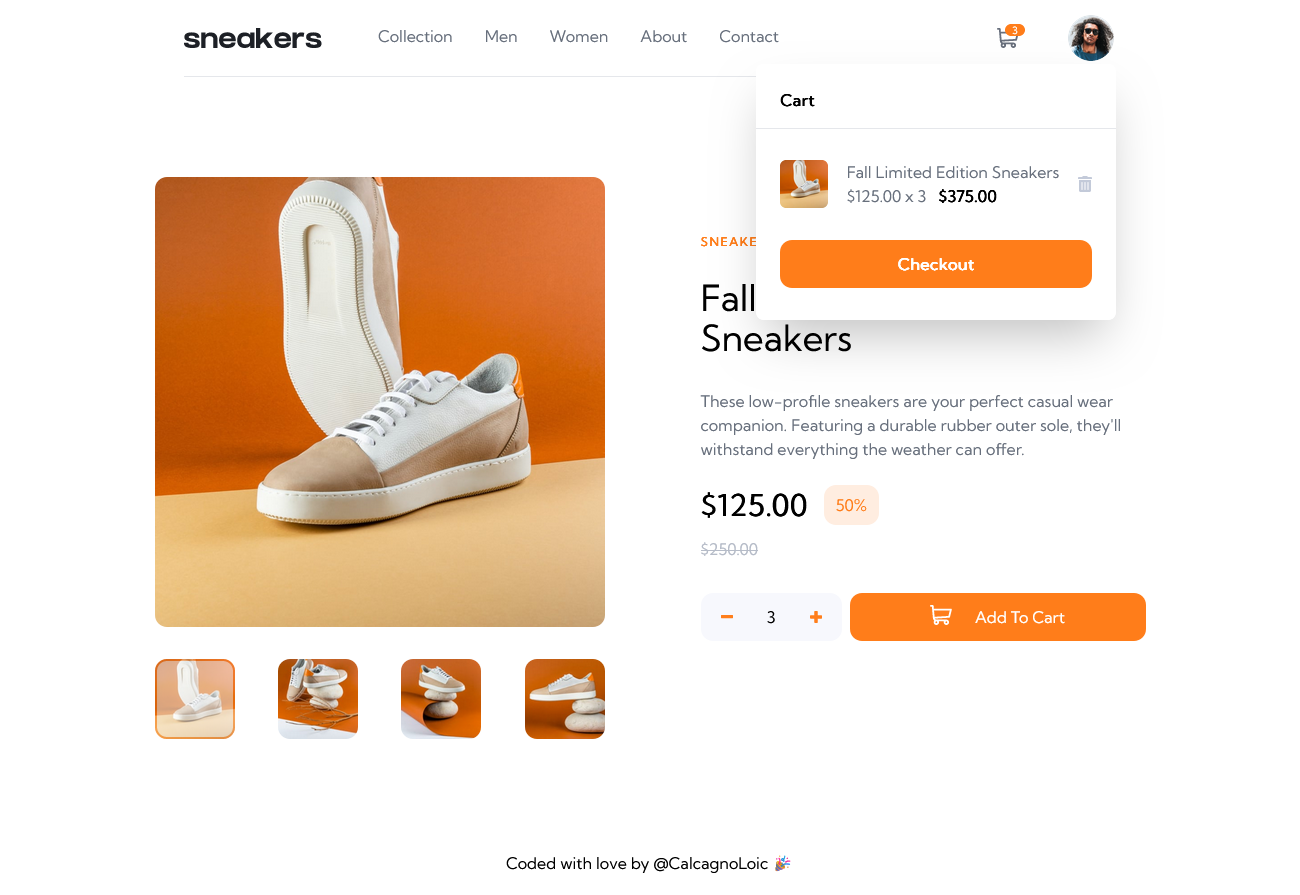 sneakers
Collection Men Women About Contact
3
Cart
Fall Limited Edition Sneakers
$125.00 x 3 $375.00
Checkout
Fall
Sneakers
These low-profile sneakers are your perfect casual wear
companion. Featuring a durable rubber outer sole, they'll
withstand everything the weather can offer.
$125.00 50%
$250.00
3 Add To Cart
Coded with love by @CalcagnoLoic 🎉